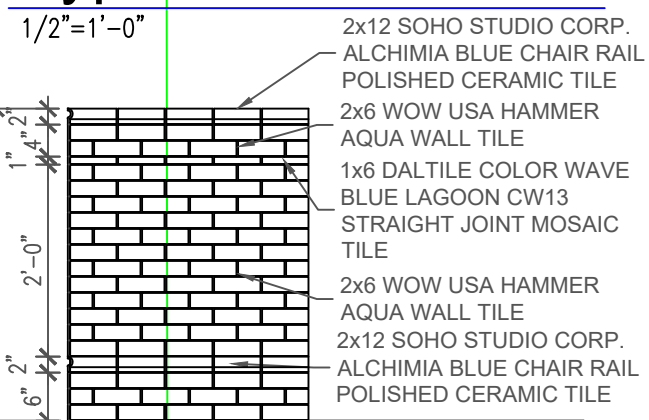 1/2"=1'-0"
2x12 SOHO STUDIO CORP.
ALCHIMIA BLUE CHAIR RAIL
POLISHED CERAMIC TILE
2x6 WOW USA HAMMER
AQUA WALL TILE
1x6 DALTILE COLOR WAVE
BLUE LAGOON CW13
STRAIGHT JOINT MOSAIC
TILE
2x6 WOW USA HAMMER
AQUA WALL TILE
2x12 SOHO STUDIO CORP.
ALCHIMIA BLUE CHAIR RAIL
POLISHED CERAMIC TILE
2"
4"
1"
2'-0"
2"
6"